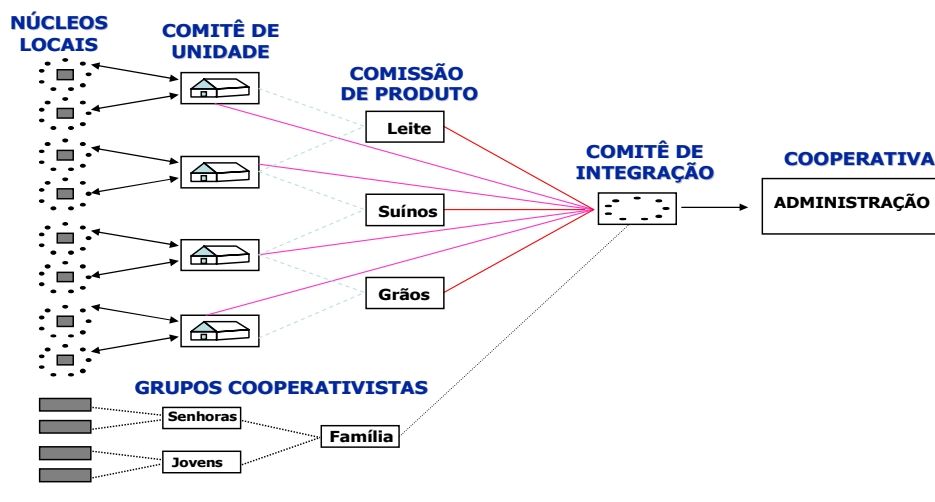 NÚCLEOS
LOCAIS
COMITÊ DE
UNIDADE
COMISSÃO
DE PRODUTO
Leite
Suínos
Grãos
COMITÊ DE
INTEGRAÇÃO
COOPERATIVA
ADMINISTRAÇÃO
GRUPOS COOPERATIVISTAS
Senhoras
Jovens
Família